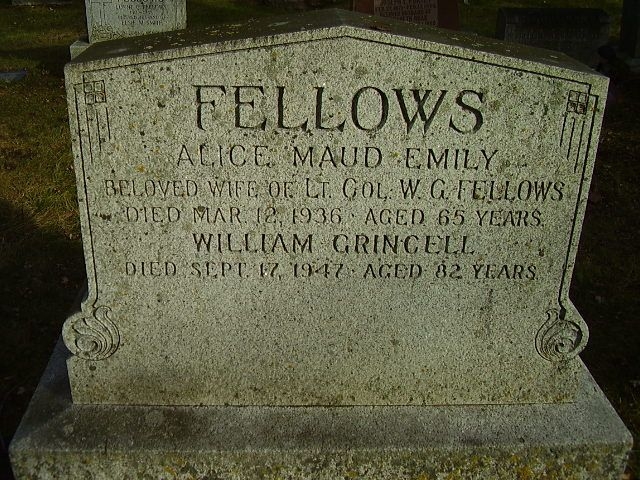 FELLOWS
ALICE MAUD EMILY
BELOVED WIFE OF LT. COL. W. G. FELLOWS
DIED MAR. 12, 1936 · AGED 65 YEARS.
WILLIAM GRINGELL
DIED SEPT. 17, 1947 · AGED 82 YEARS.